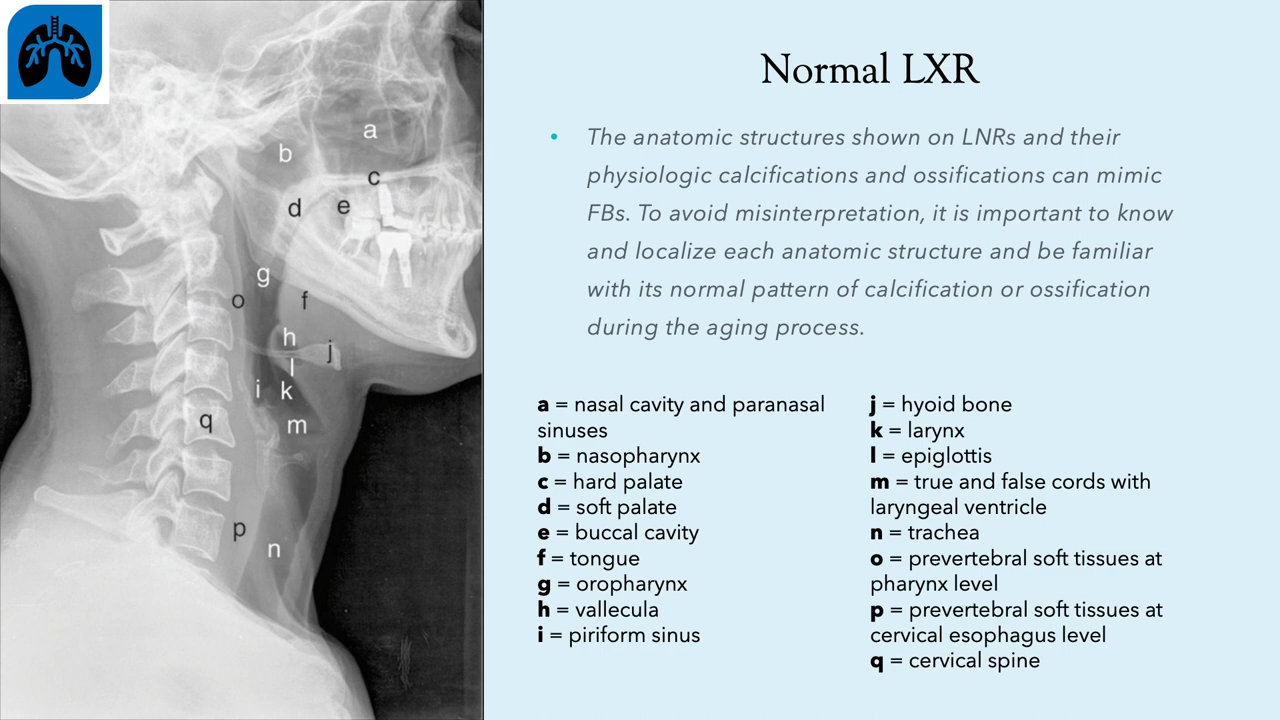 Normal LXR
• The anatomic structures shown on LNRs and their
physiologic calcifications and ossifications can mimic
FBs. To avoid misinterpretation, it is important to know
and localize each anatomic structure and be familiar
with its normal pattern of calcification or ossification
during the aging process.
a = nasal cavity and paranasal
sinuses
b = nasopharynx
c = hard palate
d = soft palate
e = buccal cavity
f = tongue
g = oropharynx
h = vallecula
i = piriform sinus
j = hyoid bone
k = larynx
l = epiglottis
m = true and false cords with
laryngeal ventricle
n = trachea
o = prevertebral soft tissues at
pharynx level
p = prevertebral soft tissues at
cervical esophagus level
q = cervical spine
a
b
c
d
e
g
o
f
h
j
l
i
k
q
m
p
n